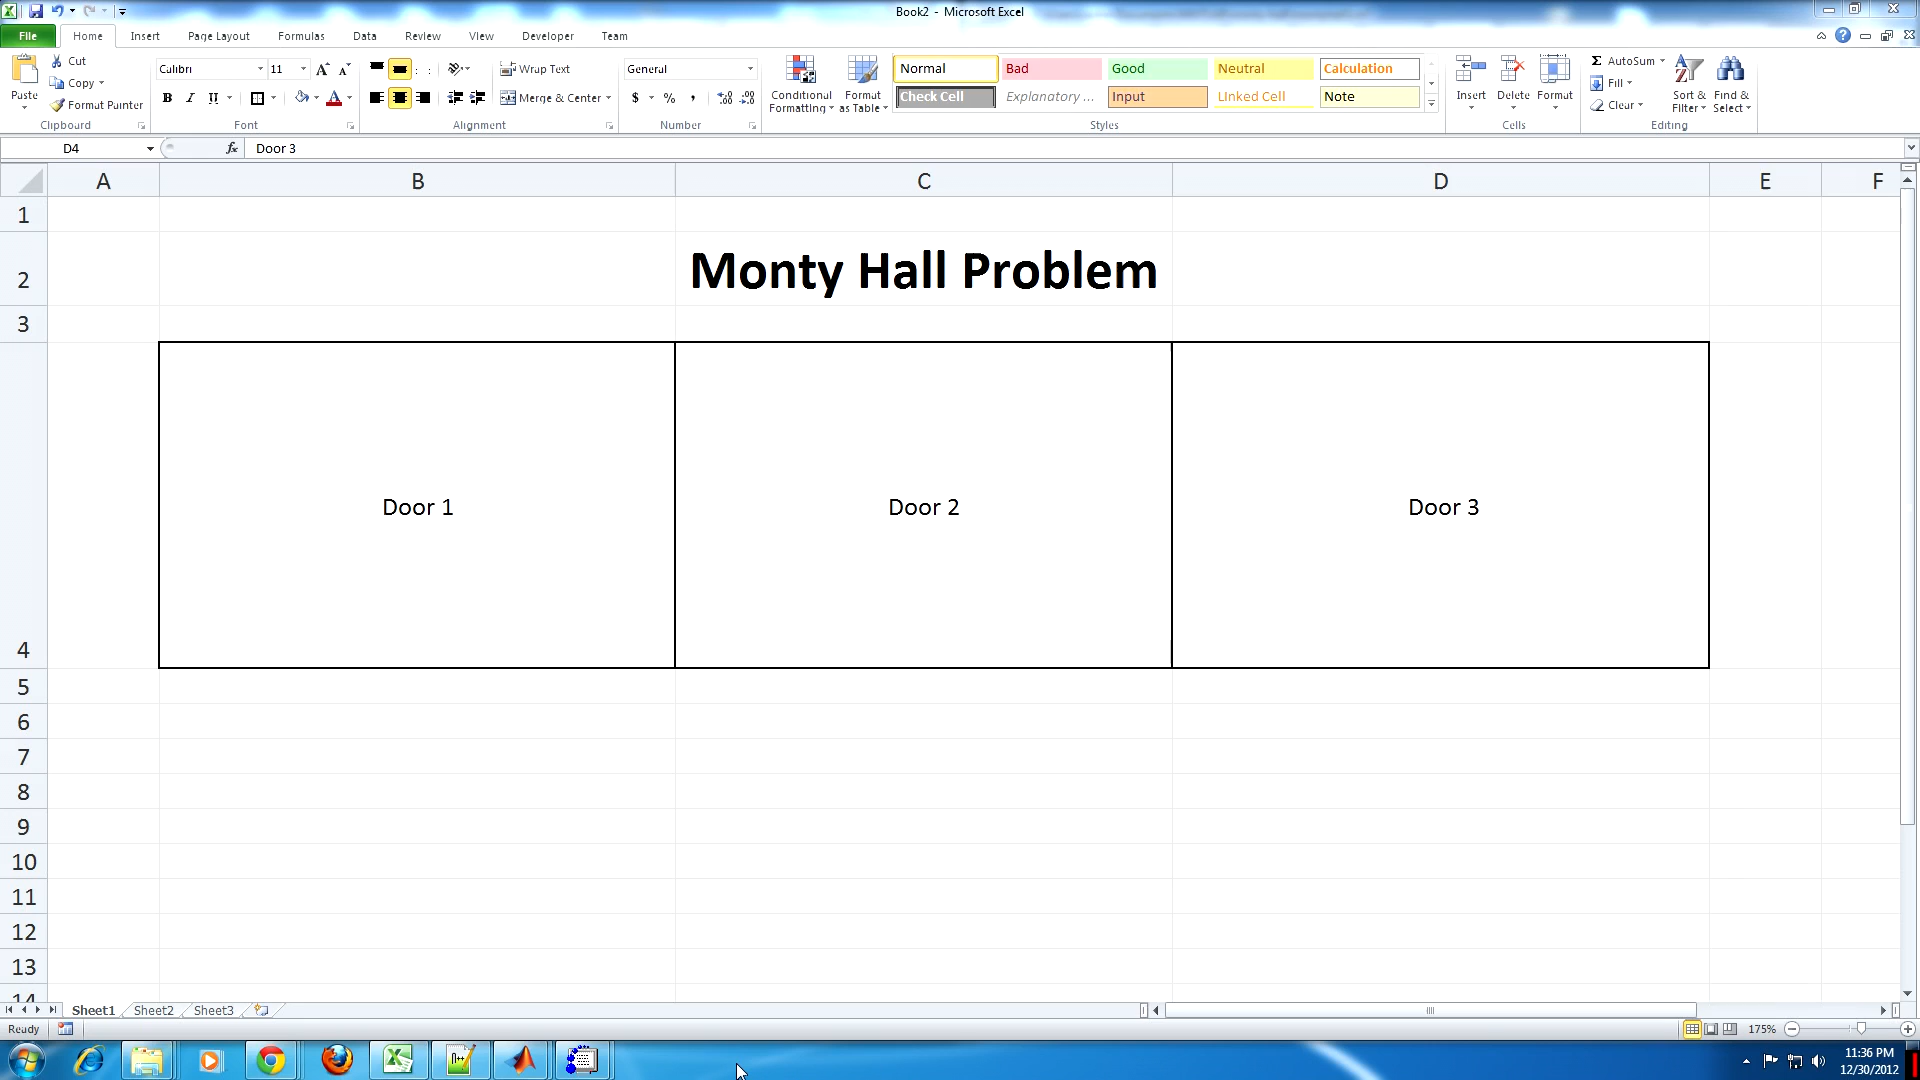 Book2 - Microsoft Excel
File Home Insert Page Layout Formulas Data Review View Developer Team
Paste Cut Copy Format Painter Clipboard
Calibri 11 Font
Wrap Text Merge & Center Alignment
General $ % , Number
Conditional Formatting Format as Table
Normal Bad Good Neutral Calculation
Check Cell Explanatory ... Input Linked Cell Note
Styles
Insert Delete Format Cells
Σ AutoSum Fill Clear Sort & Filter Find & Select Editing
D4 fx Door 3
A B C D E F
1
2 Monty Hall Problem
3
4 Door 1 Door 2 Door 3
5
6
7
8
9
10
11
12
13
14
Sheet1 Sheet2 Sheet3
Ready 175%
11:36 PM
12/30/2012